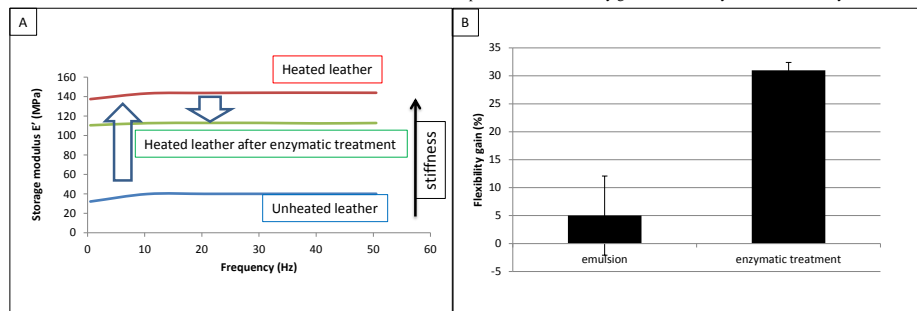 A
Heated leather
Heated leather after enzymatic treatment
Unheated leather
stiffness
Storage modulus E' (MPa)
160
140
120
100
80
60
40
20
0
0 10 20 30 40 50 60
Frequency (Hz)
B
Flexibility gain (%)
35
30
25
20
15
10
5
0
-5
emulsion enzymatic treatment